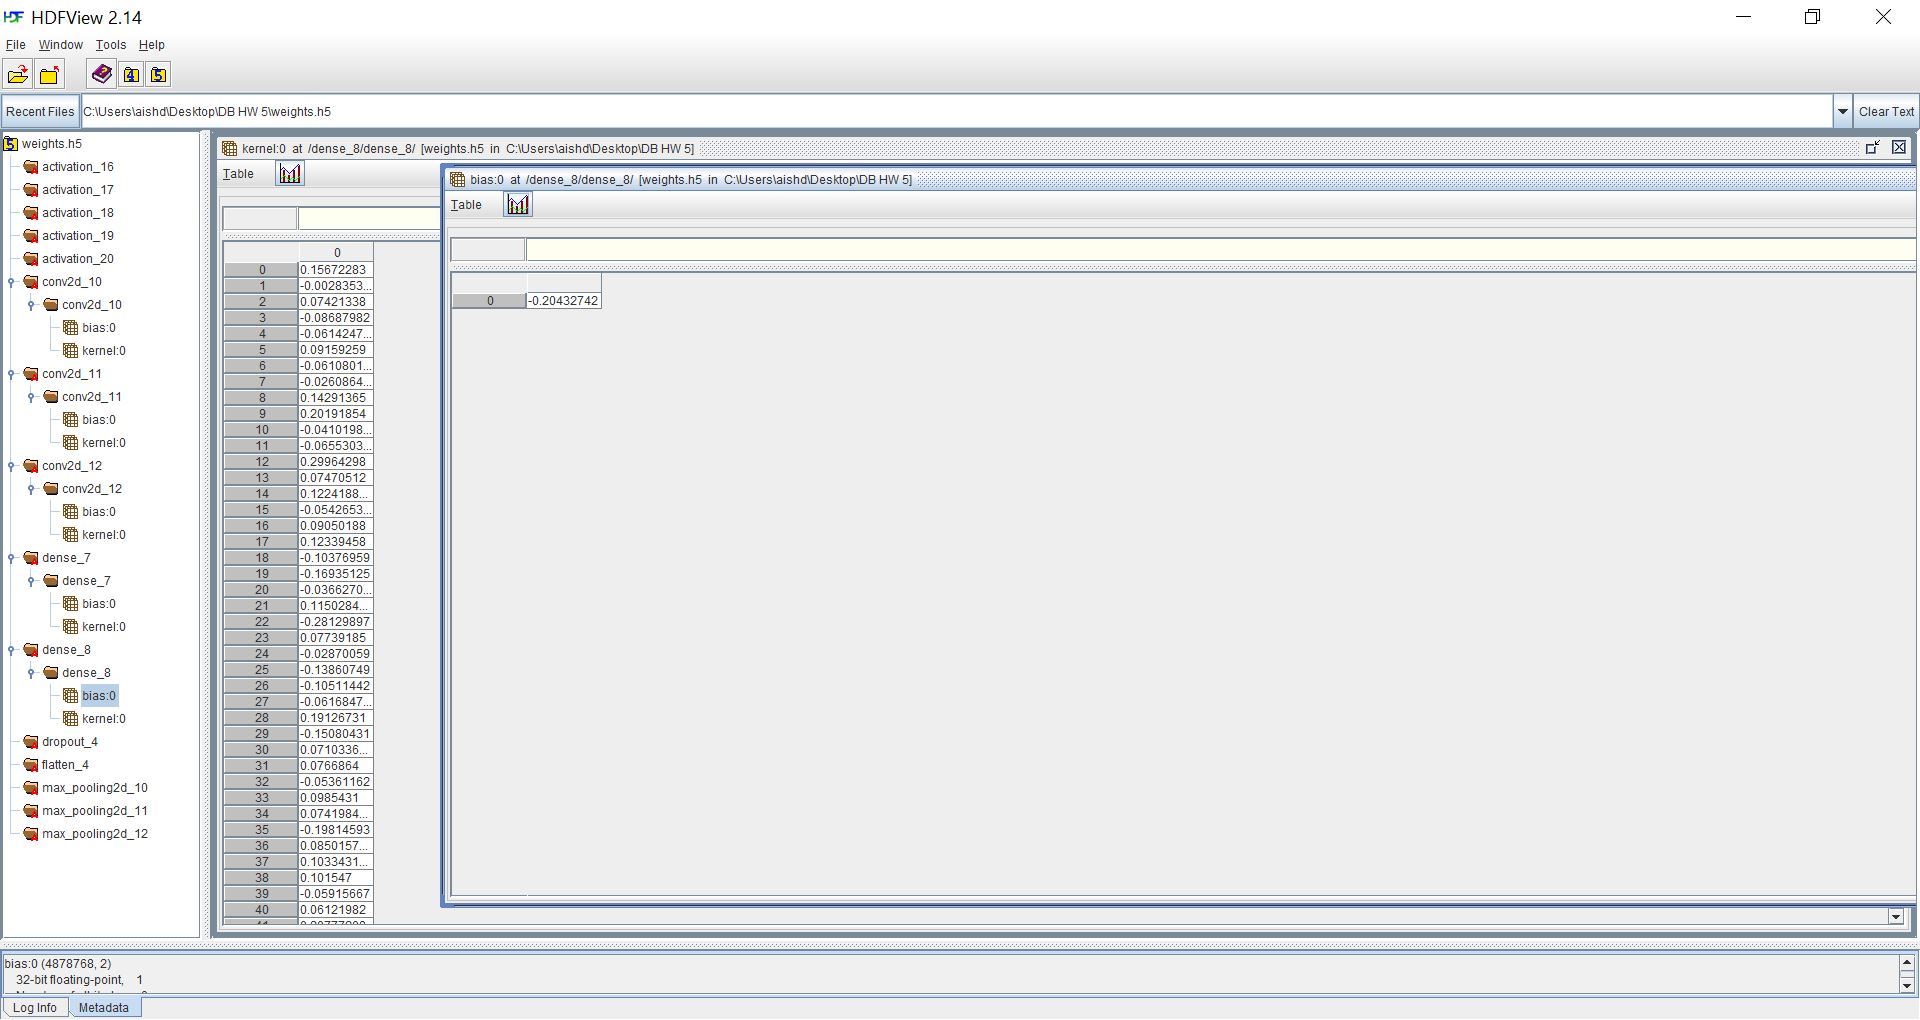 HDFView 2.14
File Window Tools Help
4 5
Recent Files C:\Users\aishd\Desktop\DB HW 5\weights.h5 Clear Text
5 weights.h5
activation_16
activation_17
activation_18
activation_19
activation_20
conv2d_10
conv2d_10
bias:0
kernel:0
conv2d_11
conv2d_11
bias:0
kernel:0
conv2d_12
conv2d_12
bias:0
kernel:0
dense_7
dense_7
bias:0
kernel:0
dense_8
dense_8
bias:0
kernel:0
dropout_4
flatten_4
max_pooling2d_10
max_pooling2d_11
max_pooling2d_12
kernel:0 at /dense_8/dense_8/ [weights.h5 in C:\Users\aishd\Desktop\DB HW 5]
Table
0
0 0.15672283
1 -0.0028353...
2 0.07421338
3 -0.08687982
4 -0.0614247...
5 0.09159259
6 -0.0610801...
7 -0.0260864...
8 0.14291365
9 0.20191854
10 -0.0410198...
11 -0.0655303...
12 0.29964298
13 0.07470512
14 0.1224188...
15 -0.0542653...
16 0.09050188
17 0.12339458
18 -0.10376959
19 -0.16935125
20 -0.0366270...
21 0.1150284...
22 -0.28129897
23 0.07739185
24 -0.02870059
25 -0.13860749
26 -0.10511442
27 -0.0616847...
28 0.19126731
29 -0.15080431
30 0.0710336...
31 0.0766864
32 -0.05361162
33 0.0985431
34 0.0741984...
35 -0.19814593
36 0.0850157...
37 0.1033431...
38 0.101547
39 -0.05915667
40 0.06121982
bias:0 at /dense_8/dense_8/ [weights.h5 in C:\Users\aishd\Desktop\DB HW 5]
Table
0 -0.20432742
bias:0 (4878768, 2)
32-bit floating-point, 1
Log Info Metadata